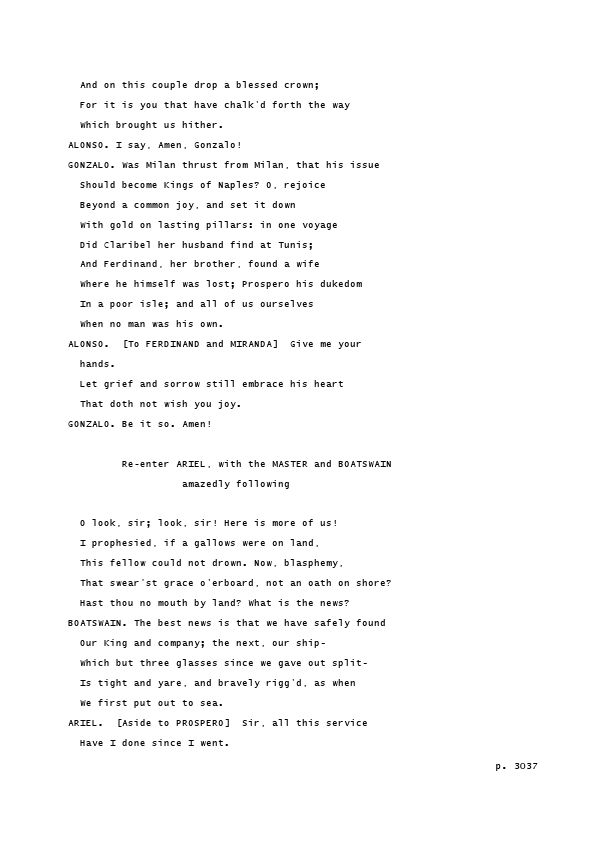 And on this couple drop a blessed crown;
For it is you that have chalk'd forth the way
Which brought us hither.
ALONSO. I say, Amen, Gonzalo!
GONZALO. Was Milan thrust from Milan, that his issue
Should become Kings of Naples? O, rejoice
Beyond a common joy, and set it down
With gold on lasting pillars: in one voyage
Did Claribel her husband find at Tunis;
And Ferdinand, her brother, found a wife
Where he himself was lost; Prospero his dukedom
In a poor isle; and all of us ourselves
When no man was his own.
ALONSO.  [To FERDINAND and MIRANDA]  Give me your
hands.
Let grief and sorrow still embrace his heart
That doth not wish you joy.
GONZALO. Be it so. Amen!
Re-enter ARIEL, with the MASTER and BOATSWAIN
amazedly following
O look, sir; look, sir! Here is more of us!
I prophesied, if a gallows were on land,
This fellow could not drown. Now, blasphemy,
That swear'st grace o'erboard, not an oath on shore?
Hast thou no mouth by land? What is the news?
BOATSWAIN. The best news is that we have safely found
Our King and company; the next, our ship-
Which but three glasses since we gave out split-
Is tight and yare, and bravely rigg'd, as when
We first put out to sea.
ARIEL.  [Aside to PROSPERO]  Sir, all this service
Have I done since I went.
p. 3037